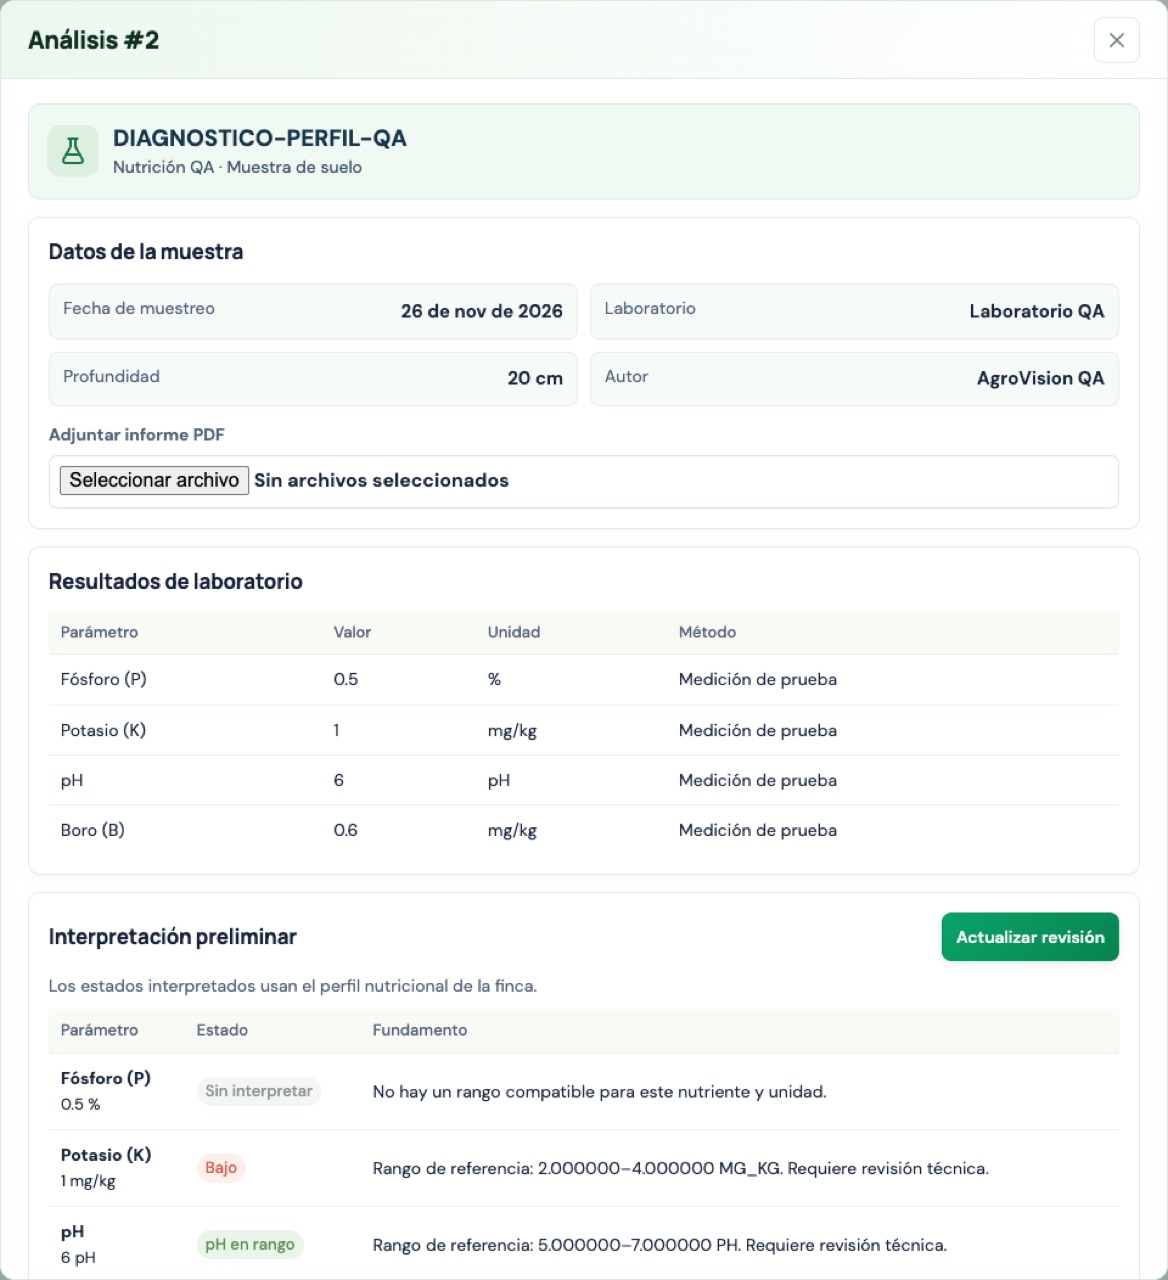 Análisis #2
DIAGNOSTICO-PERFIL-QA
Nutrición QA · Muestra de suelo
Datos de la muestra
Fecha de muestreo 26 de nov de 2026
Laboratorio Laboratorio QA
Profundidad 20 cm
Autor AgroVision QA
Adjuntar informe PDF
Seleccionar archivo Sin archivos seleccionados
Resultados de laboratorio
Parámetro Valor Unidad Método
Fósforo (P) 0.5 % Medición de prueba
Potasio (K) 1 mg/kg Medición de prueba
pH 6 pH Medición de prueba
Boro (B) 0.6 mg/kg Medición de prueba
Interpretación preliminar
Actualizar revisión
Los estados interpretados usan el perfil nutricional de la finca.
Parámetro Estado Fundamento
Fósforo (P)
0.5 %
Sin interpretar
No hay un rango compatible para este nutriente y unidad.
Potasio (K)
1 mg/kg
Bajo
Rango de referencia: 2.000000–4.000000 MG_KG. Requiere revisión técnica.
pH
6 pH
pH en rango
Rango de referencia: 5.000000–7.000000 PH. Requiere revisión técnica.